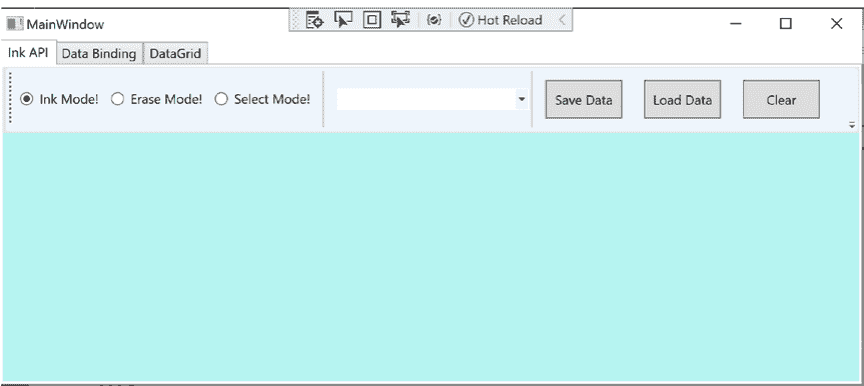 MainWindow
Hot Reload
Ink API Data Binding DataGrid
Ink Mode! Erase Mode! Select Mode! Save Data Load Data Clear